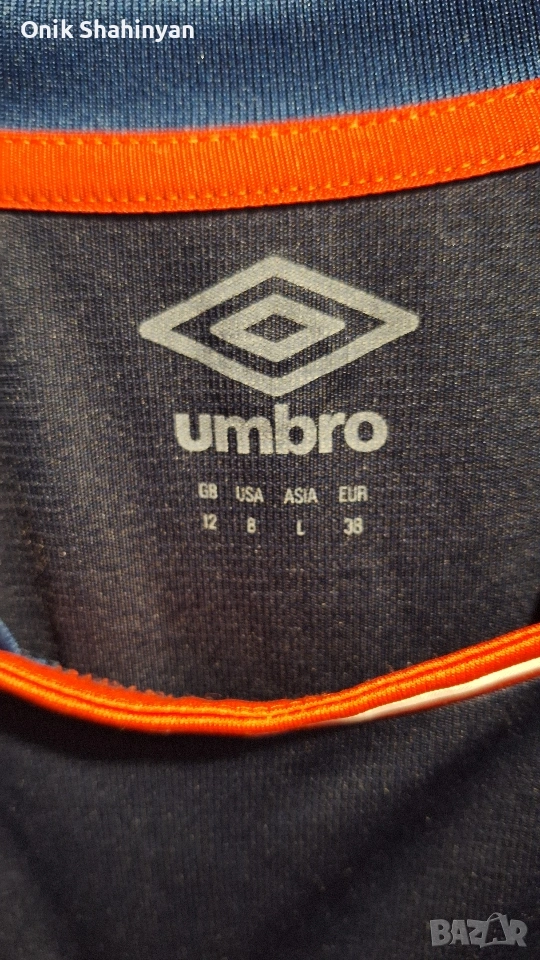 Onik Shahinyan
umbro
GB USA ASIA EUR
12 8 L 38
BAZAR